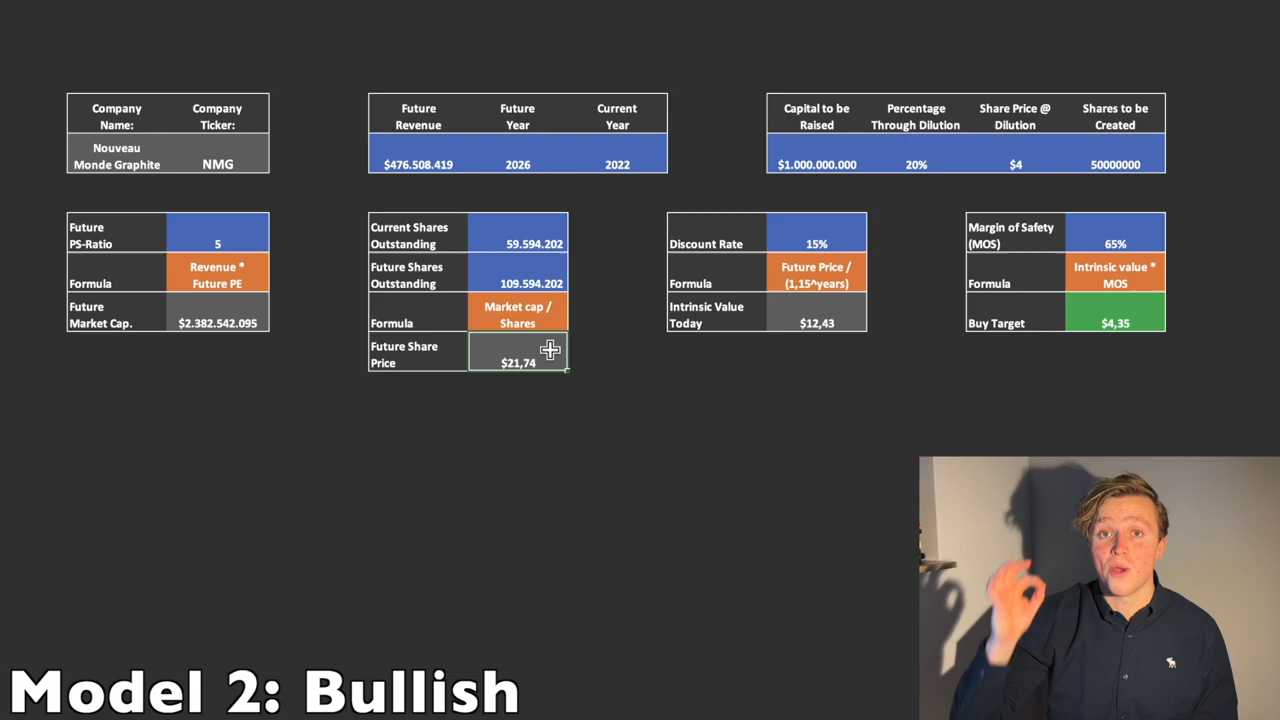 Company Name:
Company Ticker:
Nouveau Monde Graphite
NMG
Future Revenue
Future Year
Current Year
$476.508.419
2026
2022
Capital to be Raised
Percentage Through Dilution
Share Price @ Dilution
Shares to be Created
$1.000.000.000
20%
$4
50000000
Future PS-Ratio
5
Formula
Revenue * Future PE
Future Market Cap.
$2.382.542.095
Current Shares Outstanding
59.594.202
Future Shares Outstanding
109.594.202
Formula
Market cap / Shares
Future Share Price
$21,74
Discount Rate
15%
Formula
Future Price / (1,15^years)
Intrinsic Value Today
$12,43
Margin of Safety (MOS)
65%
Formula
Intrinsic value * MOS
Buy Target
$4,35
Model 2: Bullish